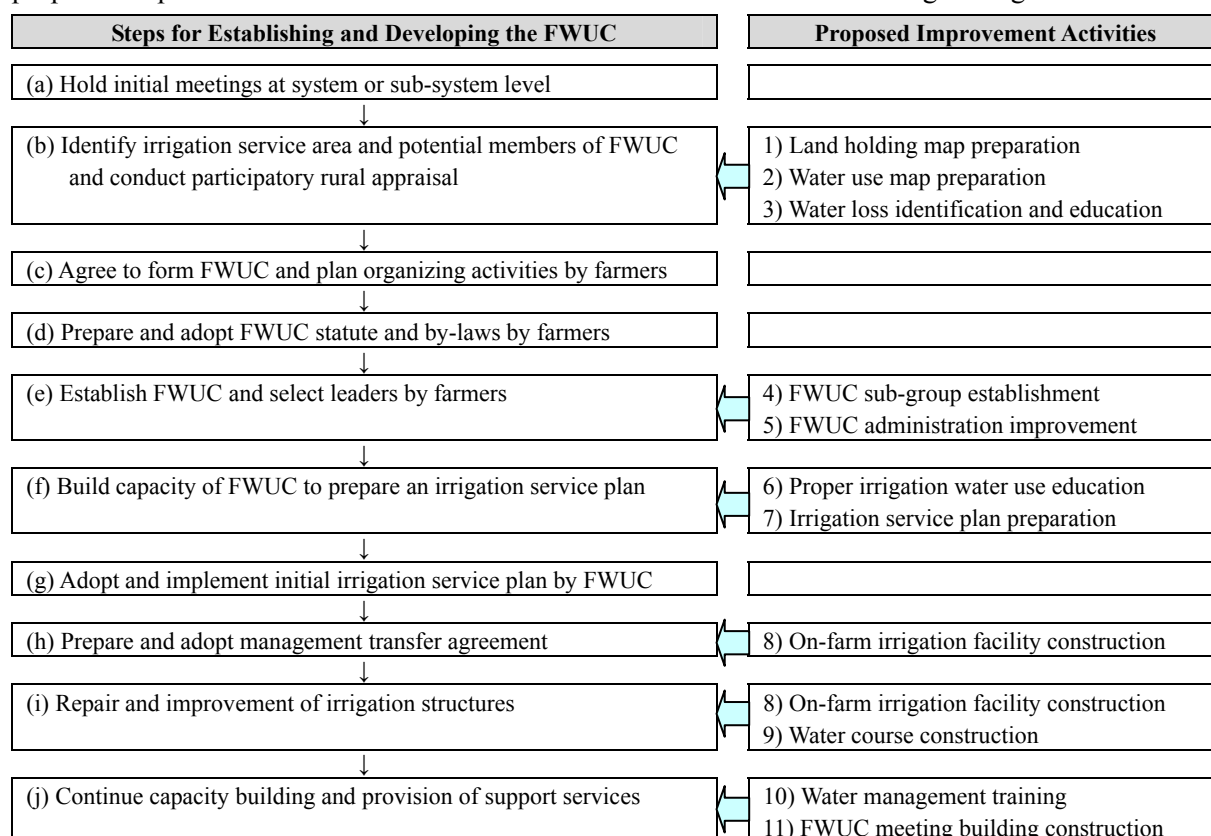 Steps for Establishing and Developing the FWUC
Proposed Improvement Activities
(a) Hold initial meetings at system or sub-system level
↓
(b) Identify irrigation service area and potential members of FWUC
and conduct participatory rural appraisal
1) Land holding map preparation
2) Water use map preparation
3) Water loss identification and education
↓
(c) Agree to form FWUC and plan organizing activities by farmers
↓
(d) Prepare and adopt FWUC statute and by-laws by farmers
↓
(e) Establish FWUC and select leaders by farmers
4) FWUC sub-group establishment
5) FWUC administration improvement
↓
(f) Build capacity of FWUC to prepare an irrigation service plan
6) Proper irrigation water use education
7) Irrigation service plan preparation
↓
(g) Adopt and implement initial irrigation service plan by FWUC
↓
(h) Prepare and adopt management transfer agreement
8) On-farm irrigation facility construction
↓
(i) Repair and improvement of irrigation structures
8) On-farm irrigation facility construction
9) Water course construction
↓
(j) Continue capacity building and provision of support services
10) Water management training
11) FWUC meeting building construction